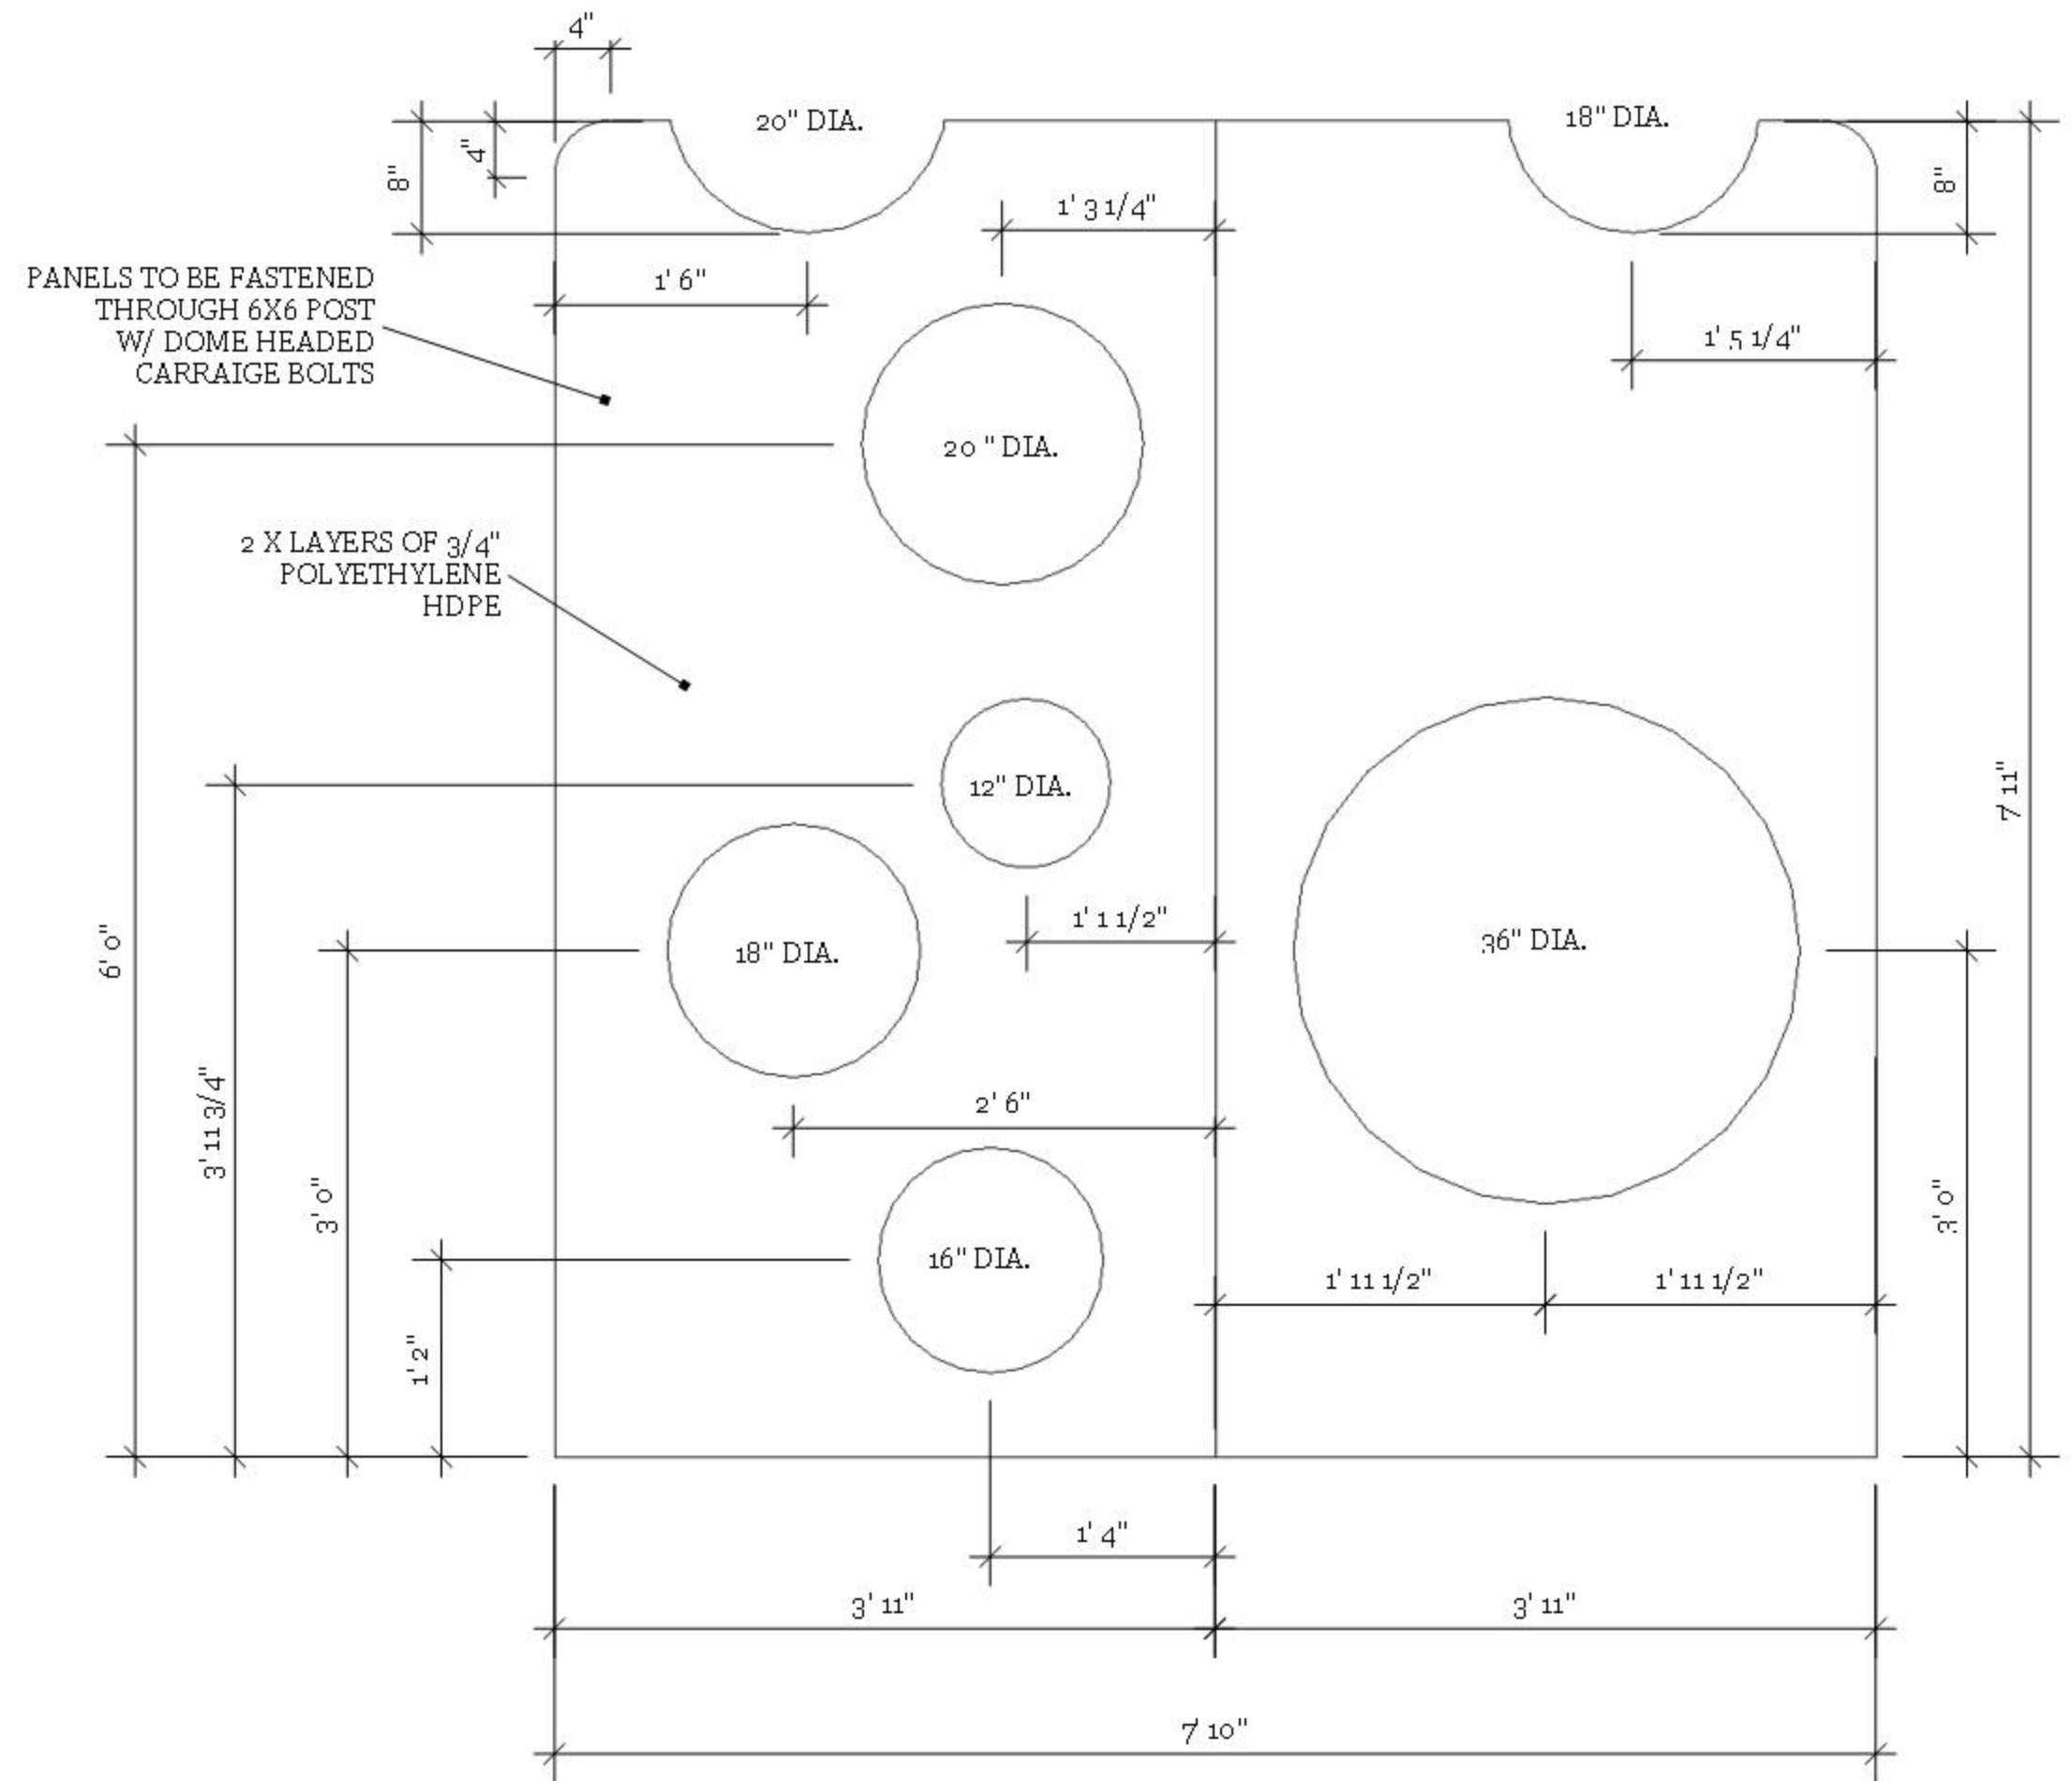 4"
20" DIA.
18" DIA.
4"
8"
8"
1' 3 1/4"
PANELS TO BE FASTENED
THROUGH 6X6 POST
W/ DOME HEADED
CARRAIGE BOLTS
1' 6"
1' 5 1/4"
20 " DIA.
2 X LAYERS OF 3/4"
POLYETHYLENE
HDPE
12" DIA.
7' 11"
1' 1 1/2"
36" DIA.
18" DIA.
6' 0"
3' 11 3/4"
2' 6"
3' 0"
3' 0"
16" DIA.
1' 11 1/2"
1' 11 1/2"
1' 2"
1' 4"
3' 11"
3' 11"
7' 10"